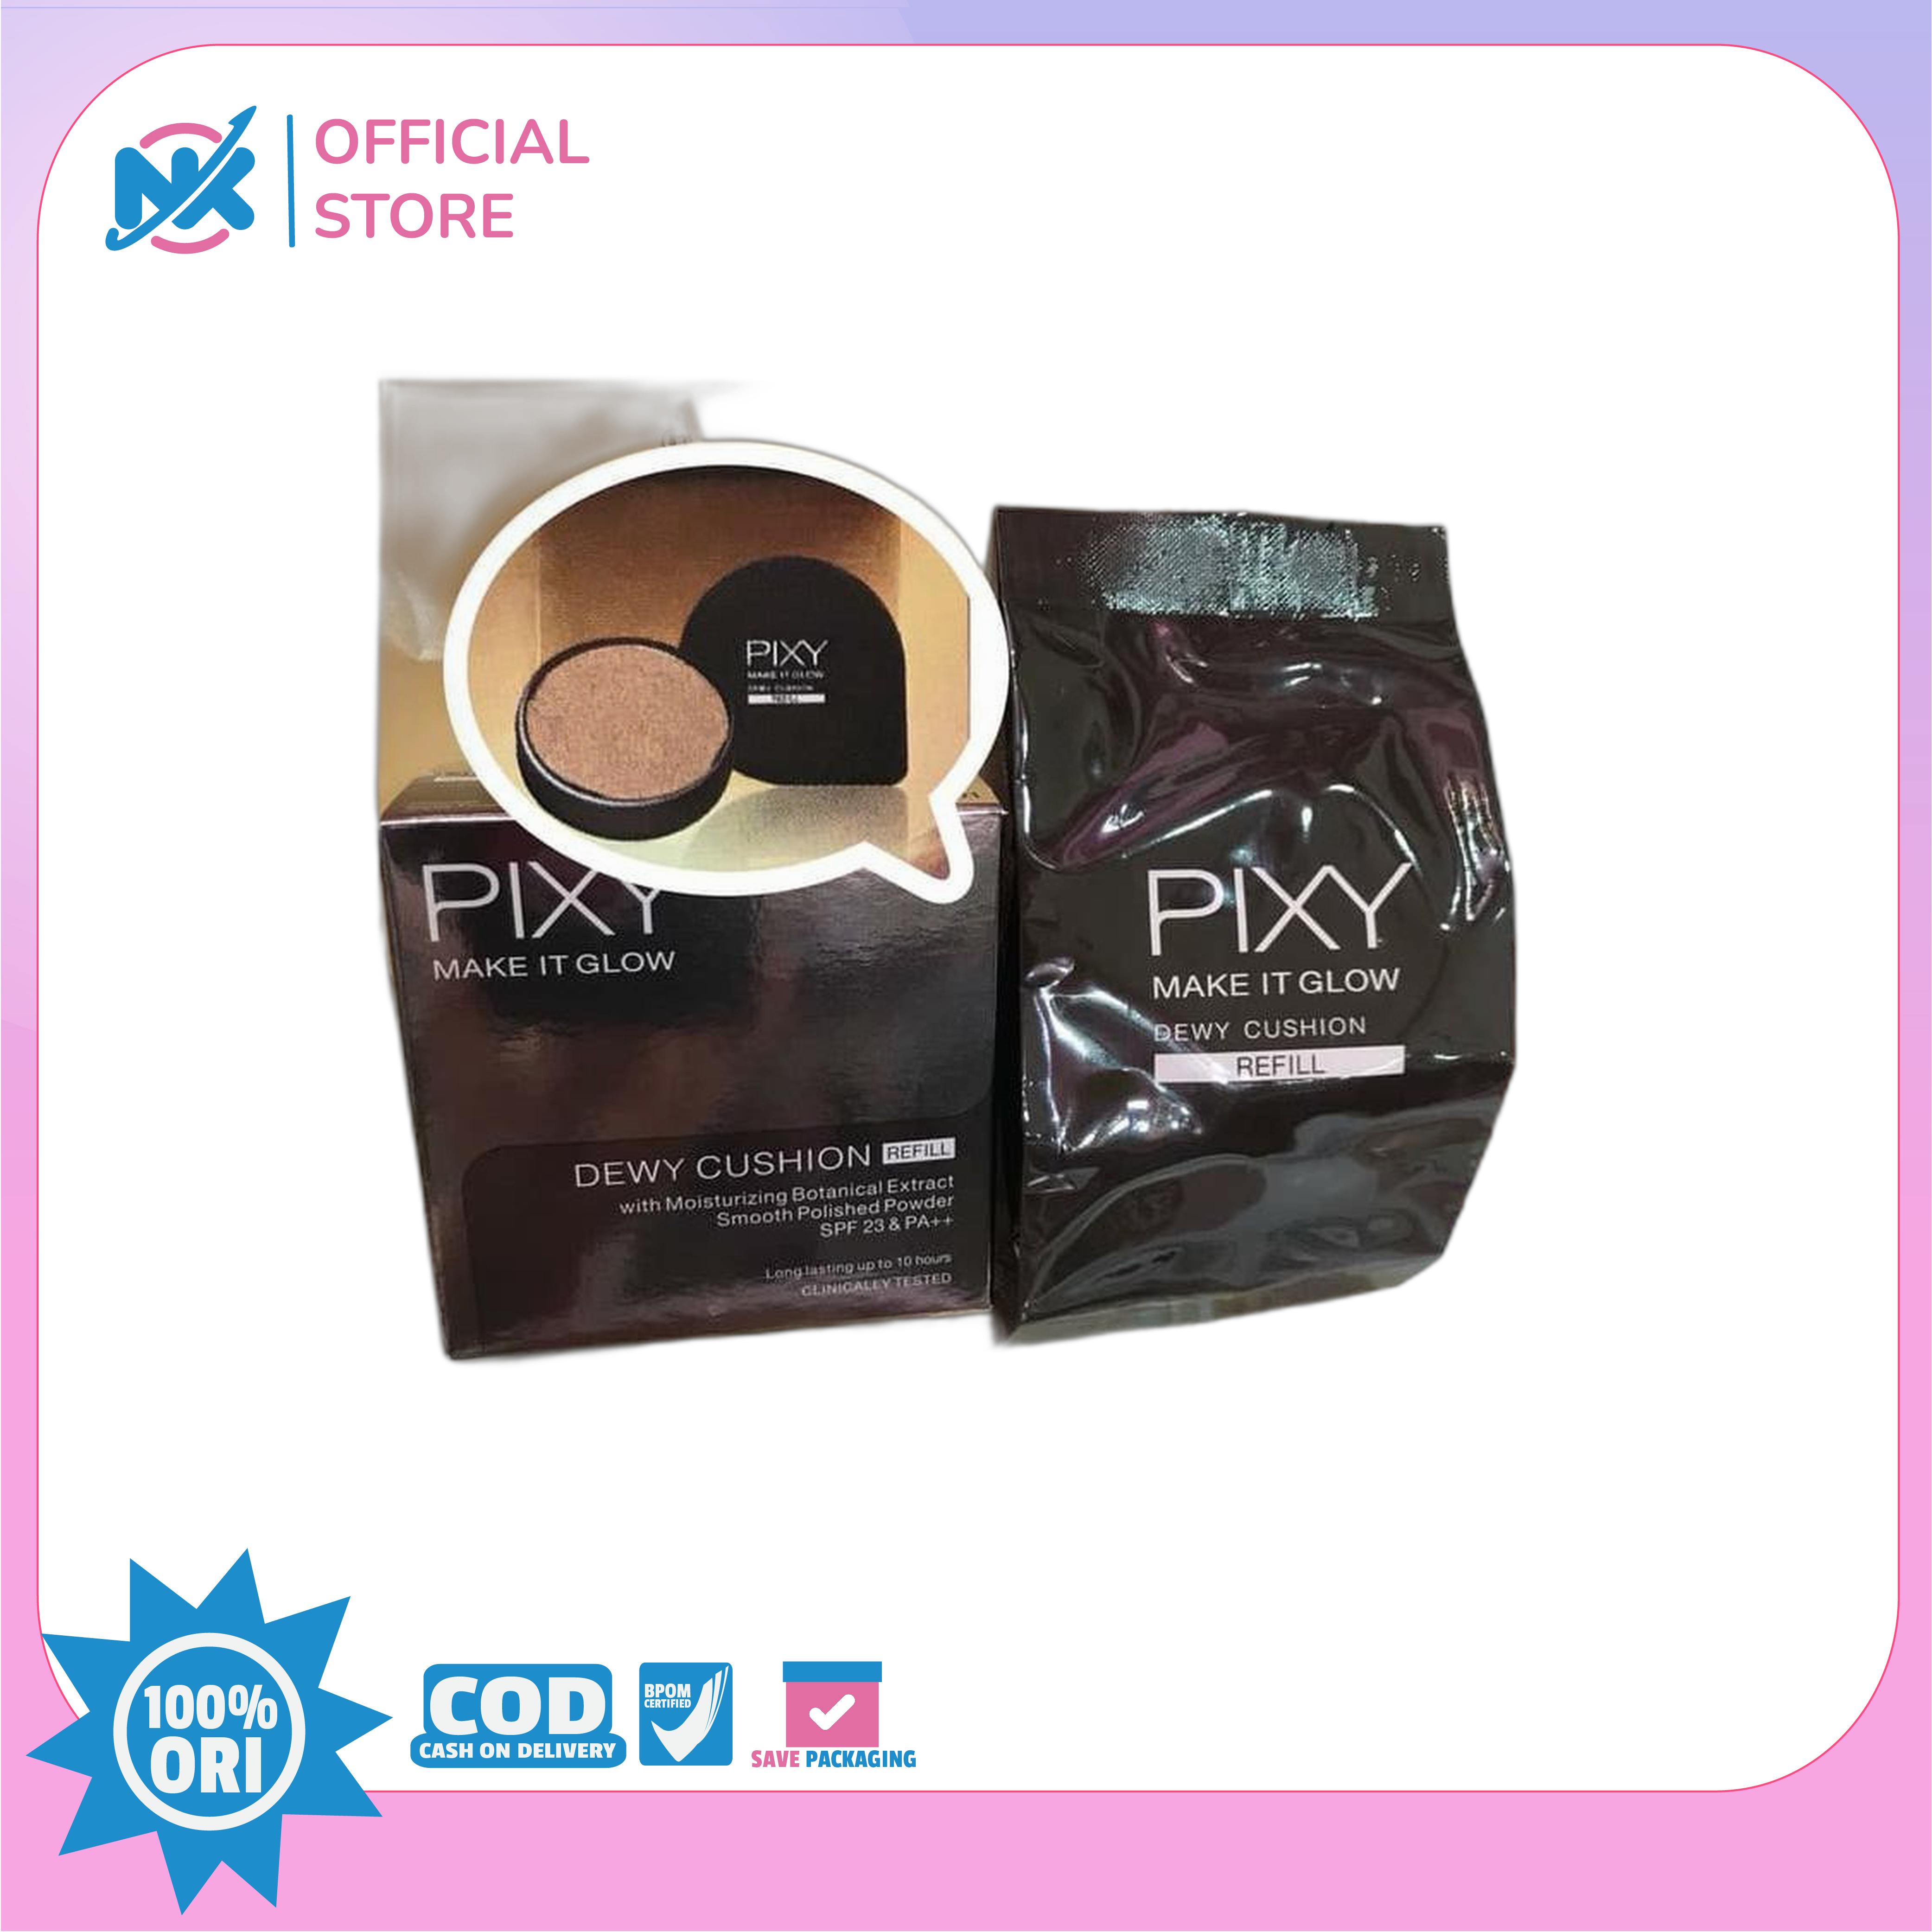 NK
OFFICIAL
STORE
PIXY
MAKE IT GLOW
DEWY CUSHION
REFILL
PIXY
MAKE IT GLOW
DEWY CUSHION REFILL
with Moisturizing Botanical Extract
Smooth Polished Powder
SPF 23 & PA++
Long lasting up to 10 hours
CLINICALLY TESTED
PIXY
MAKE IT GLOW
DEWY CUSHION
REFILL
100%
ORI
COD
CASH ON DELIVERY
BPOM
CERTIFIED
SAVE PACKAGING